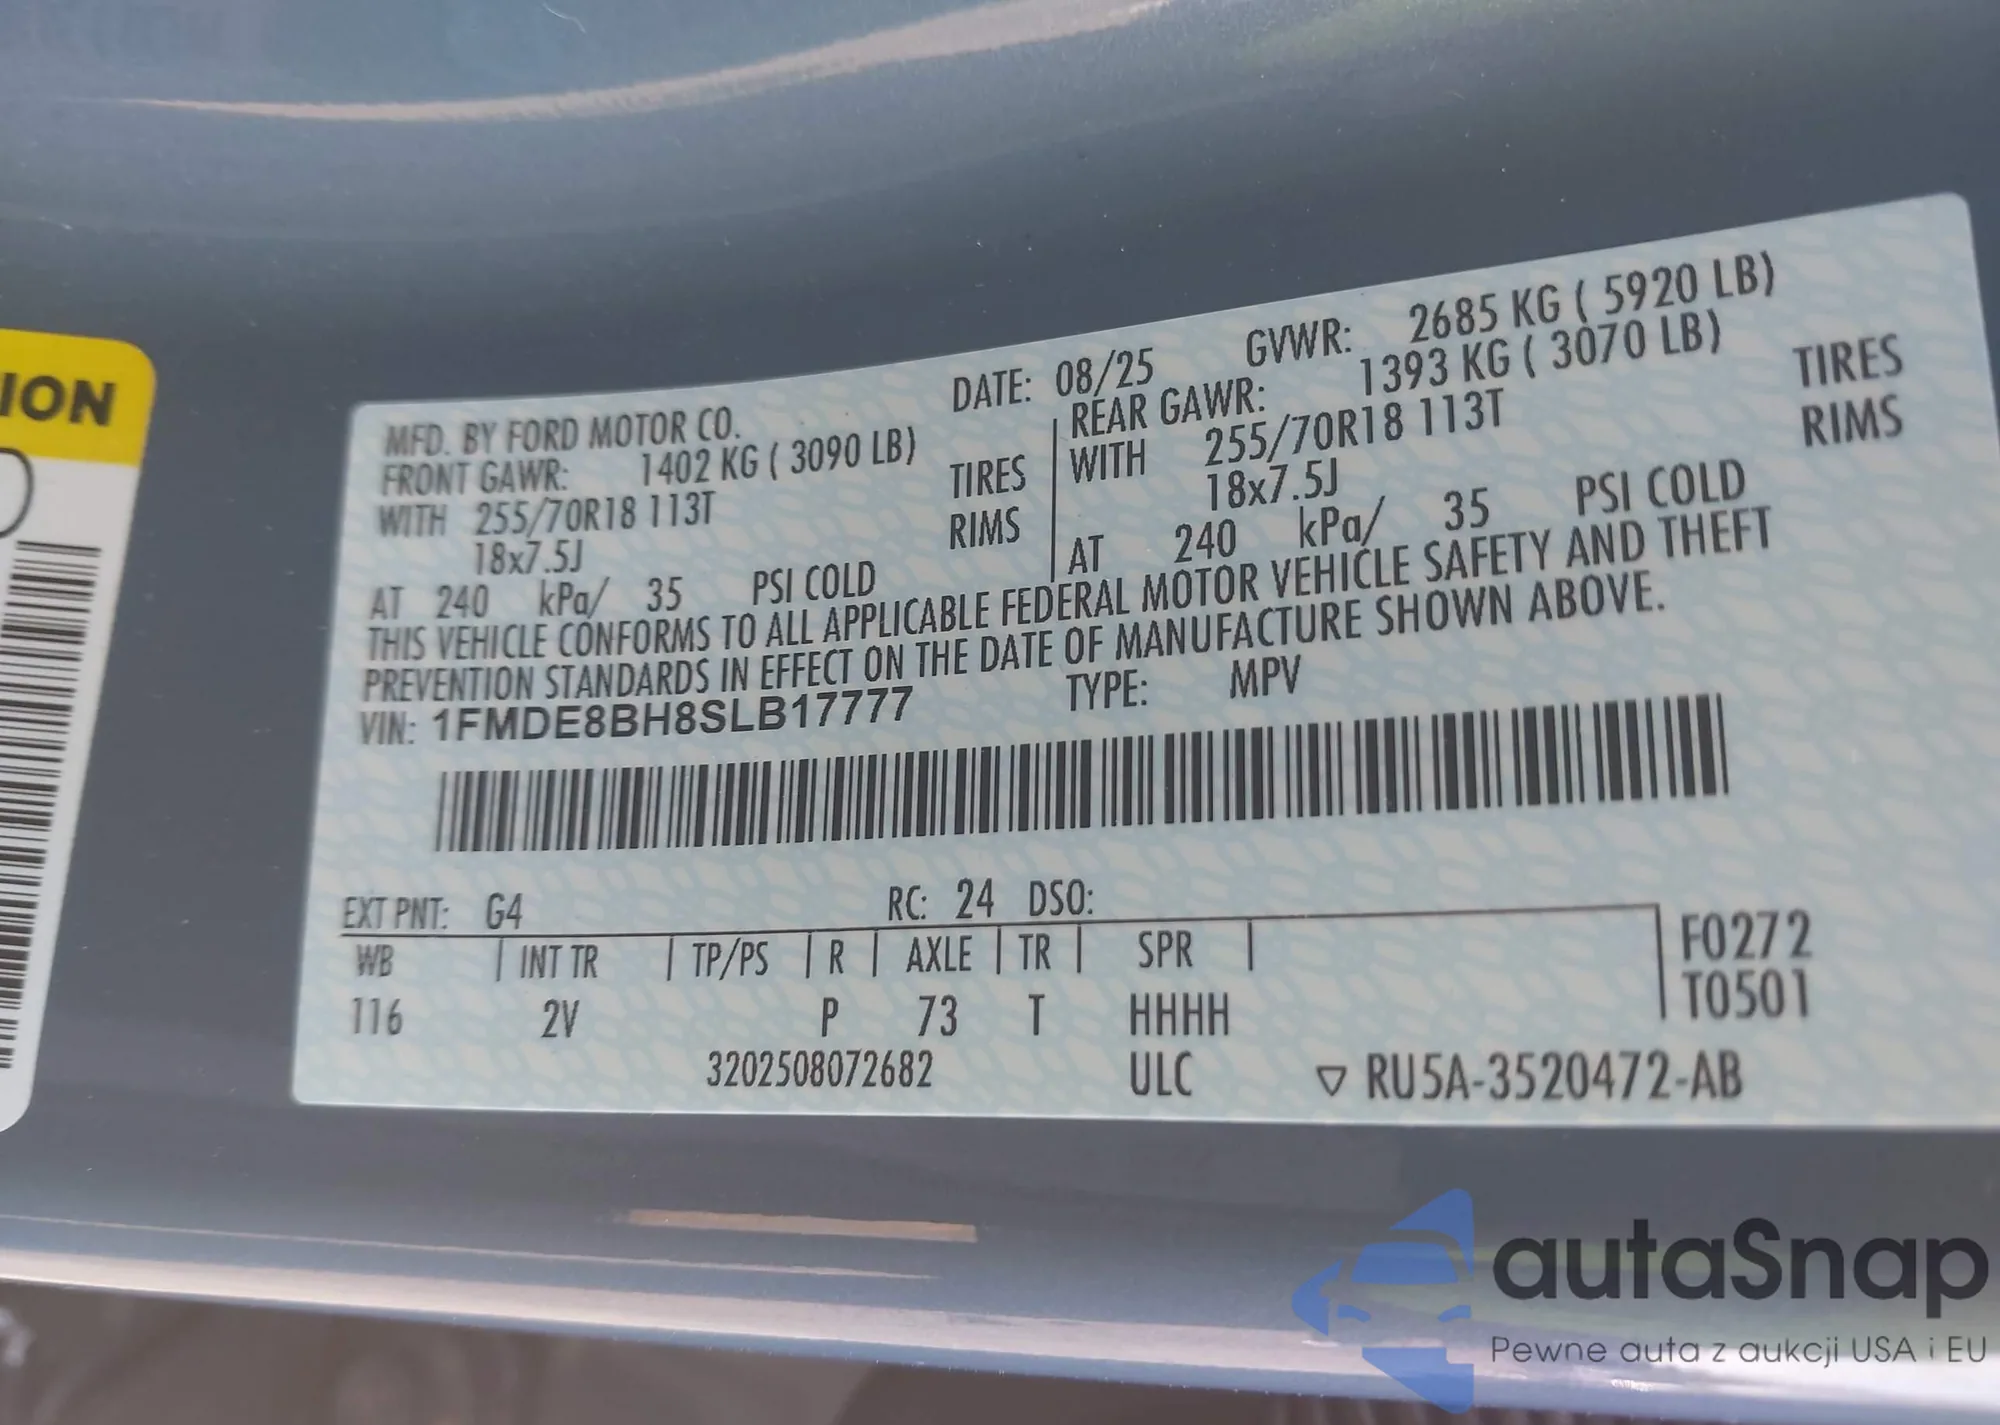 ION
MFD. BY FORD MOTOR CO. DATE: 08/25 GVWR: 2685 KG ( 5920 LB)
FRONT GAWR: 1402 KG ( 3090 LB) REAR GAWR: 1393 KG ( 3070 LB)
WITH 255/70R18 113T TIRES WITH 255/70R18 113T TIRES
18x7.5J RIMS 18x7.5J RIMS
AT 240 kPa/ 35 PSI COLD AT 240 kPa/ 35 PSI COLD
THIS VEHICLE CONFORMS TO ALL APPLICABLE FEDERAL MOTOR VEHICLE SAFETY AND THEFT
PREVENTION STANDARDS IN EFFECT ON THE DATE OF MANUFACTURE SHOWN ABOVE.
VIN: 1FMDE8BH8SLB17777 TYPE: MPV
EXT PNT: G4 RC: 24 DSO:
WB | INT TR | TP/PS | R | AXLE | TR | SPR | F0272
116 2V P 73 T HHHH T0501
3202508072682 ULC ▽ RU5A-3520472-AB
autaSnap
Pewne auta z aukcji USA i EU